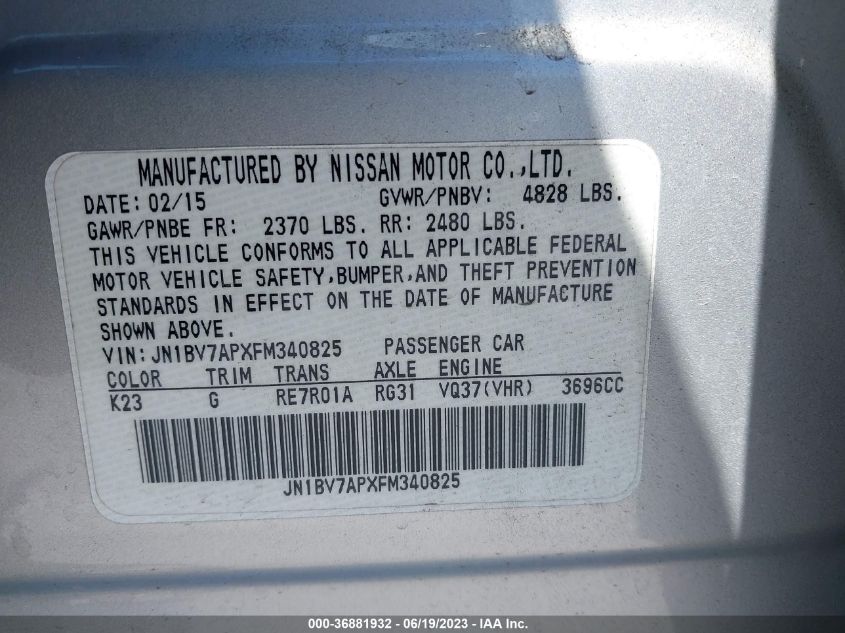 MANUFACTURED BY NISSAN MOTOR CO.,LTD.
DATE: 02/15 GVWR/PNBV: 4828 LBS.
GAWR/PNBE FR: 2370 LBS. RR: 2480 LBS.
THIS VEHICLE CONFORMS TO ALL APPLICABLE FEDERAL
MOTOR VEHICLE SAFETY,BUMPER,AND THEFT PREVENTION
STANDARDS IN EFFECT ON THE DATE OF MANUFACTURE
SHOWN ABOVE.
VIN: JN1BV7APXFM340825 PASSENGER CAR
COLOR TRIM TRANS AXLE ENGINE
K23 G RE7R01A RG31 VQ37(VHR) 3696CC
JN1BV7APXFM340825
000-36881932 - 06/19/2023 - IAA Inc.